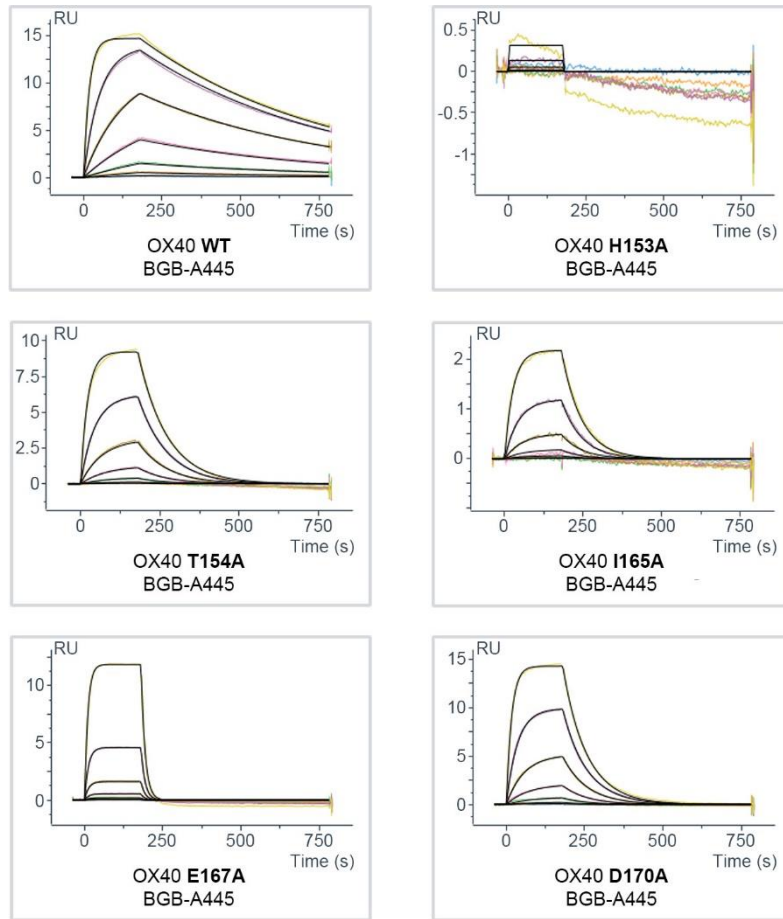 RU
15
10
5
0
0 250 500 750
Time (s)
OX40 WT
BGB-A445
RU
0.5
0
-0.5
-1
0 250 500 750
Time (s)
OX40 H153A
BGB-A445
RU
10
7.5
5
2.5
0
0 250 500 750
Time (s)
OX40 T154A
BGB-A445
RU
2
1
0
0 250 500 750
Time (s)
OX40 I165A
BGB-A445
RU
10
5
0
0 250 500 750
Time (s)
OX40 E167A
BGB-A445
RU
15
10
5
0
0 250 500 750
Time (s)
OX40 D170A
BGB-A445